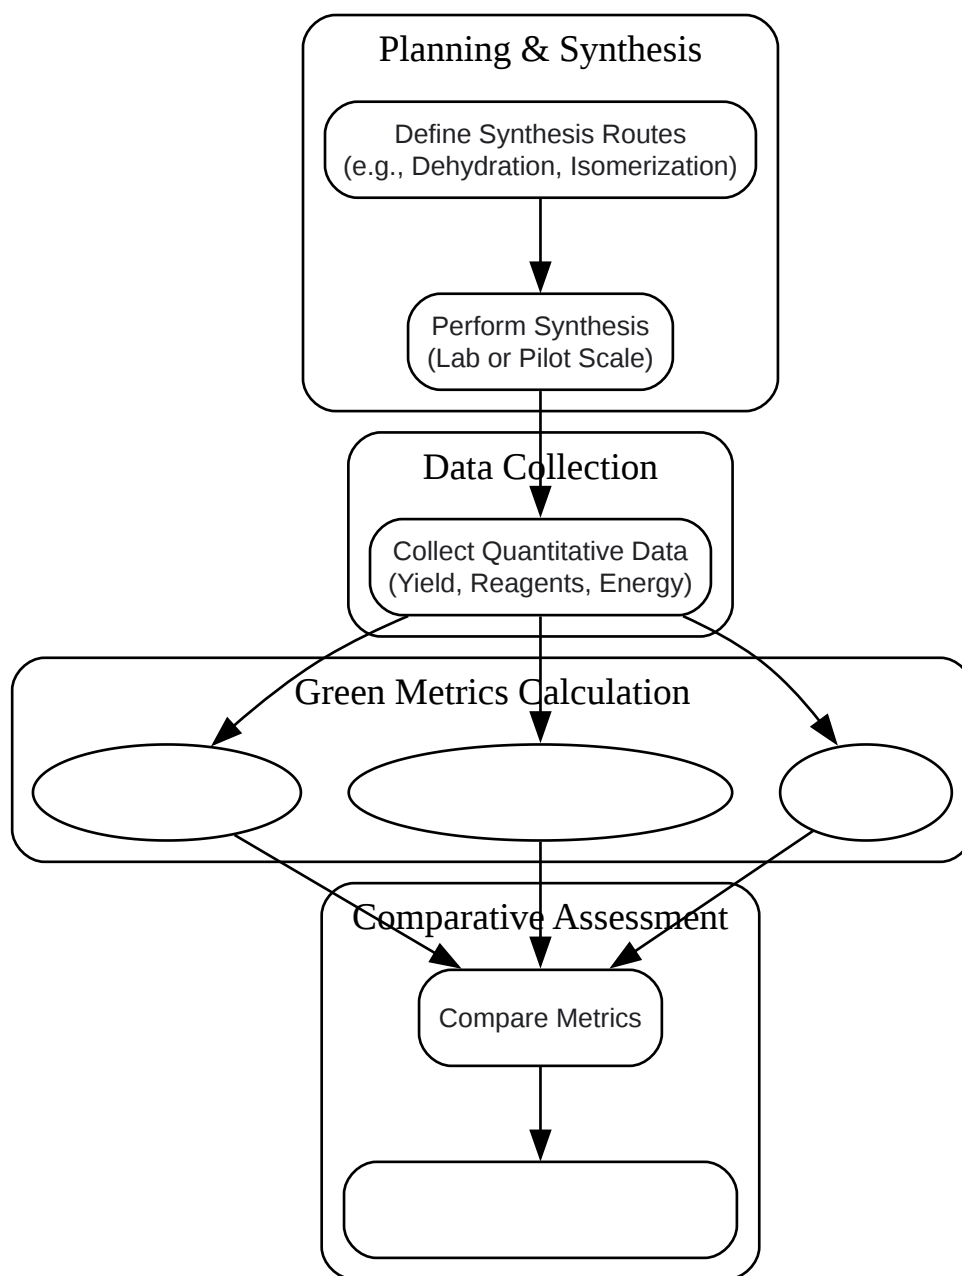 Planning & Synthesis
Define Synthesis Routes
(e.g., Dehydration, Isomerization)
Perform Synthesis
(Lab or Pilot Scale)
Data Collection
Collect Quantitative Data
(Yield, Reagents, Energy)
Green Metrics Calculation
Comparative Assessment
Compare Metrics